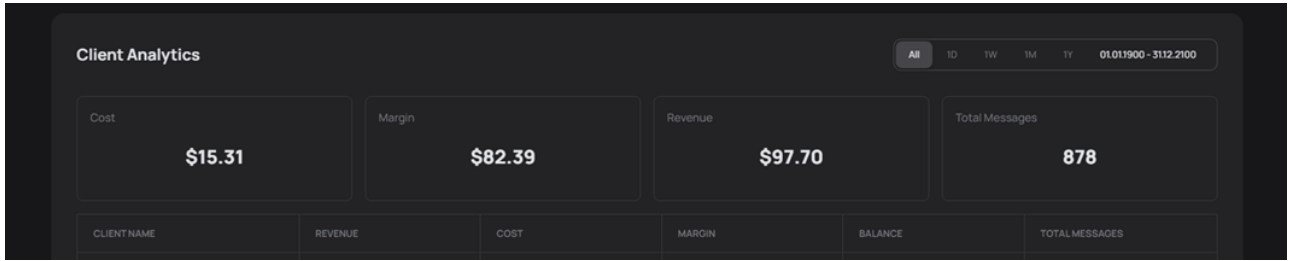 Client Analytics
All 1D 1W 1M 1Y 01.01.1900 - 31.12.2100
Cost Margin Revenue Total Messages
$15.31 $82.39 $97.70 878
CLIENT NAME REVENUE COST MARGIN BALANCE TOTAL MESSAGES